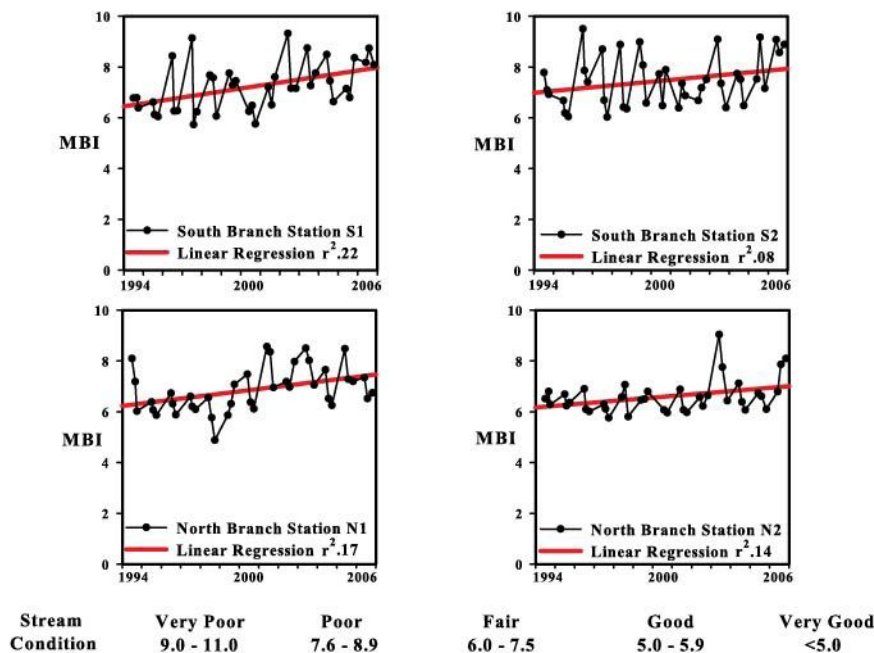 10
8
MBI
6
4
2
South Branch Station S1
Linear Regression r².22
0
1994 2000 2006
10
8
MBI
6
4
2
South Branch Station S2
Linear Regression r².08
0
1994 2000 2006
10
8
MBI
6
4
2
North Branch Station N1
Linear Regression r².17
0
1994 2000 2006
10
8
MBI
6
4
2
North Branch Station N2
Linear Regression r².14
0
1994 2000 2006
Stream Very Poor Poor Fair Good Very Good
Condition 9.0 - 11.0 7.6 - 8.9 6.0 - 7.5 5.0 - 5.9 <5.0